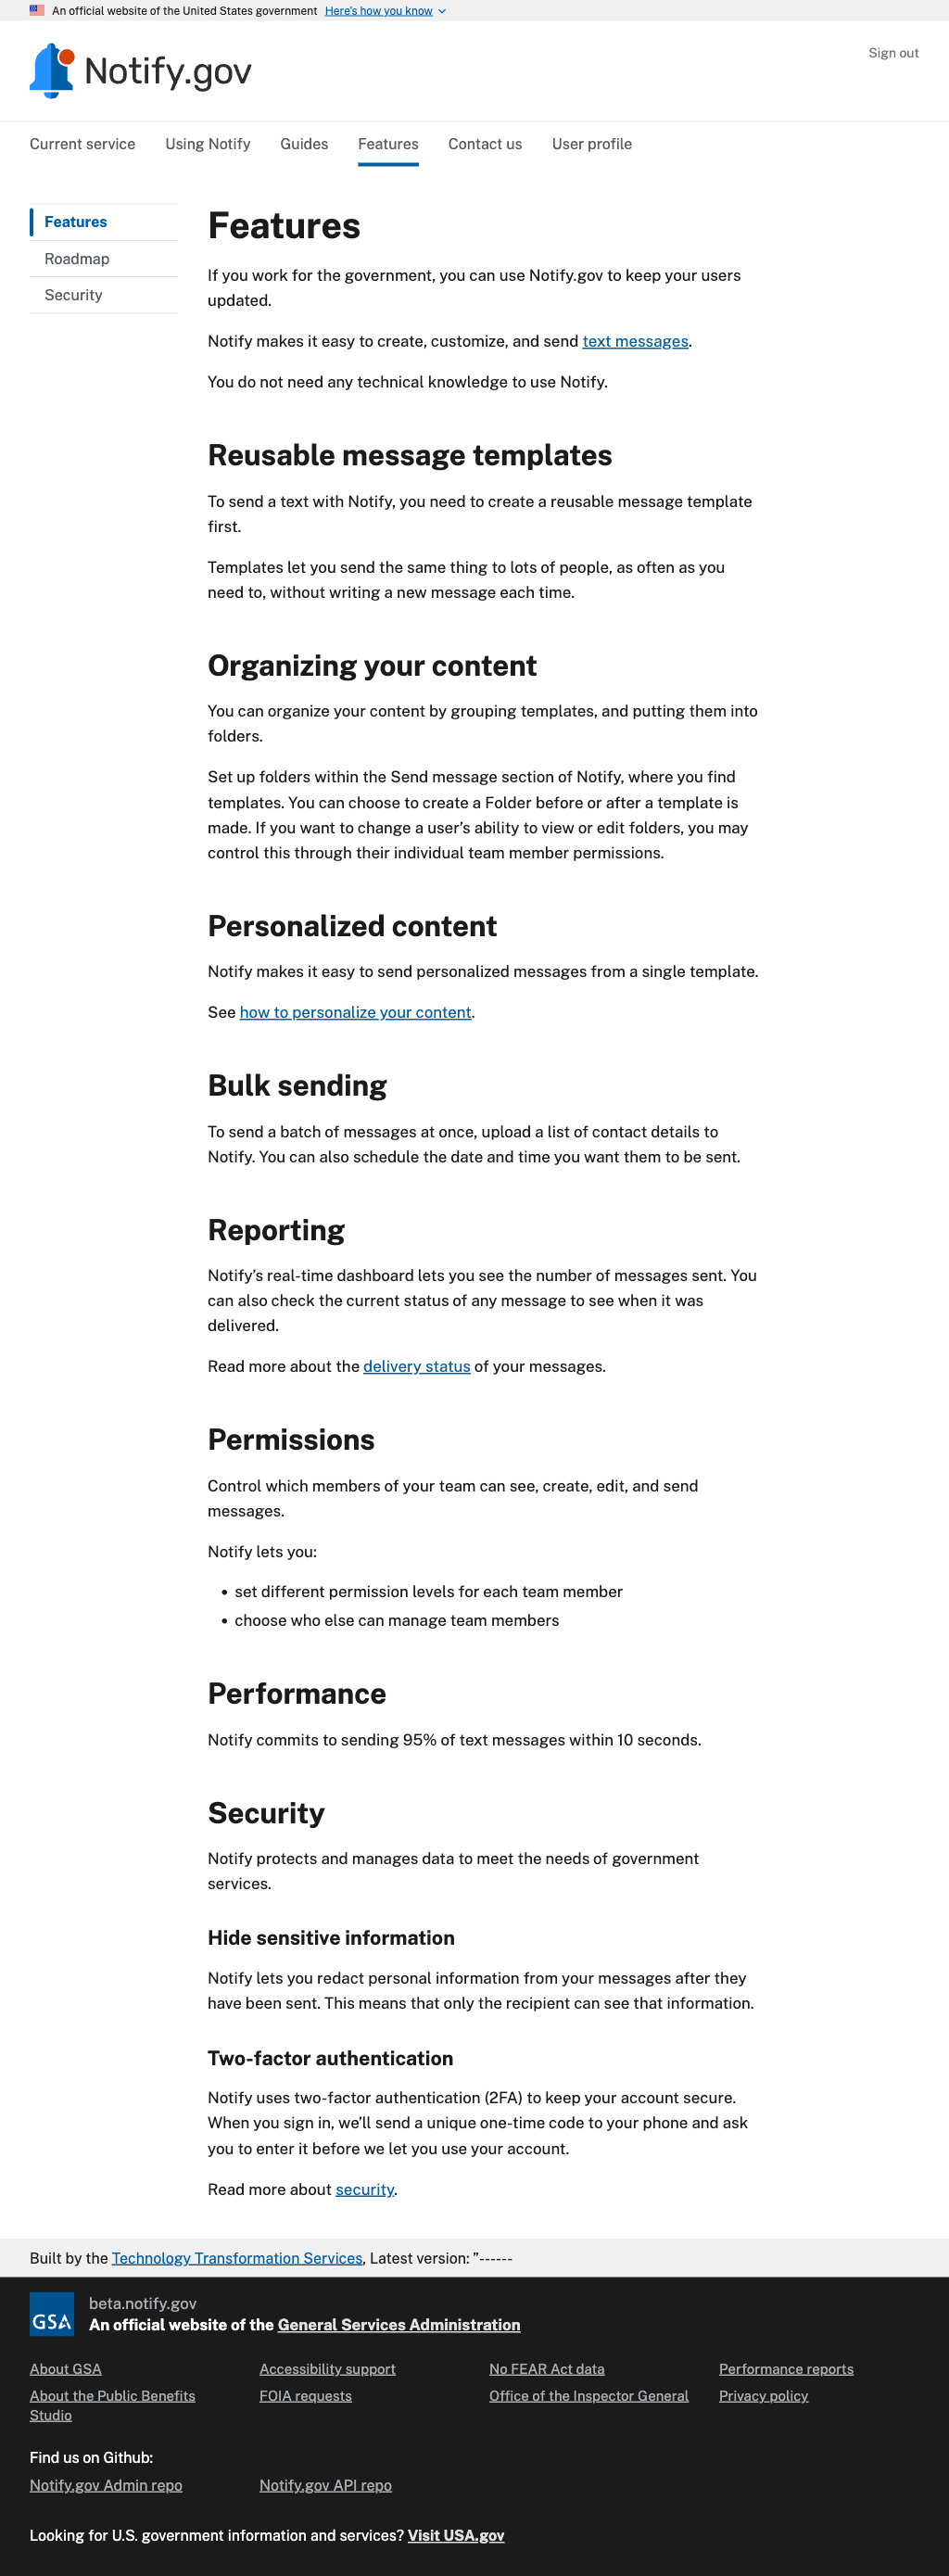 An official website of the United States government Here's how you know
Notify.gov
Sign out
Current service Using Notify Guides Features Contact us User profile
Features
Roadmap
Security
Features
If you work for the government, you can use Notify.gov to keep your users
updated.
Notify makes it easy to create, customize, and send text messages.
You do not need any technical knowledge to use Notify.
Reusable message templates
To send a text with Notify, you need to create a reusable message template
first.
Templates let you send the same thing to lots of people, as often as you
need to, without writing a new message each time.
Organizing your content
You can organize your content by grouping templates, and putting them into
folders.
Set up folders within the Send message section of Notify, where you find
templates. You can choose to create a Folder before or after a template is
made. If you want to change a user’s ability to view or edit folders, you may
control this through their individual team member permissions.
Personalized content
Notify makes it easy to send personalized messages from a single template.
See how to personalize your content.
Bulk sending
To send a batch of messages at once, upload a list of contact details to
Notify. You can also schedule the date and time you want them to be sent.
Reporting
Notify’s real-time dashboard lets you see the number of messages sent. You
can also check the current status of any message to see when it was
delivered.
Read more about the delivery status of your messages.
Permissions
Control which members of your team can see, create, edit, and send
messages.
Notify lets you:
• set different permission levels for each team member
• choose who else can manage team members
Performance
Notify commits to sending 95% of text messages within 10 seconds.
Security
Notify protects and manages data to meet the needs of government
services.
Hide sensitive information
Notify lets you redact personal information from your messages after they
have been sent. This means that only the recipient can see that information.
Two-factor authentication
Notify uses two-factor authentication (2FA) to keep your account secure.
When you sign in, we’ll send a unique one-time code to your phone and ask
you to enter it before we let you use your account.
Read more about security.
Built by the Technology Transformation Services, Latest version: ”------
GSA
beta.notify.gov
An official website of the General Services Administration
About GSA Accessibility support No FEAR Act data Performance reports
About the Public Benefits
Studio
FOIA requests Office of the Inspector General Privacy policy
Find us on Github:
Notify.gov Admin repo Notify.gov API repo
Looking for U.S. government information and services? Visit USA.gov